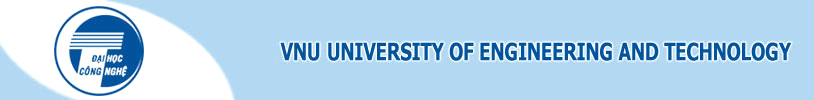 ĐẠI HỌC
CÔNG NGHỆ
VNU UNIVERSITY OF ENGINEERING AND TECHNOLOGY